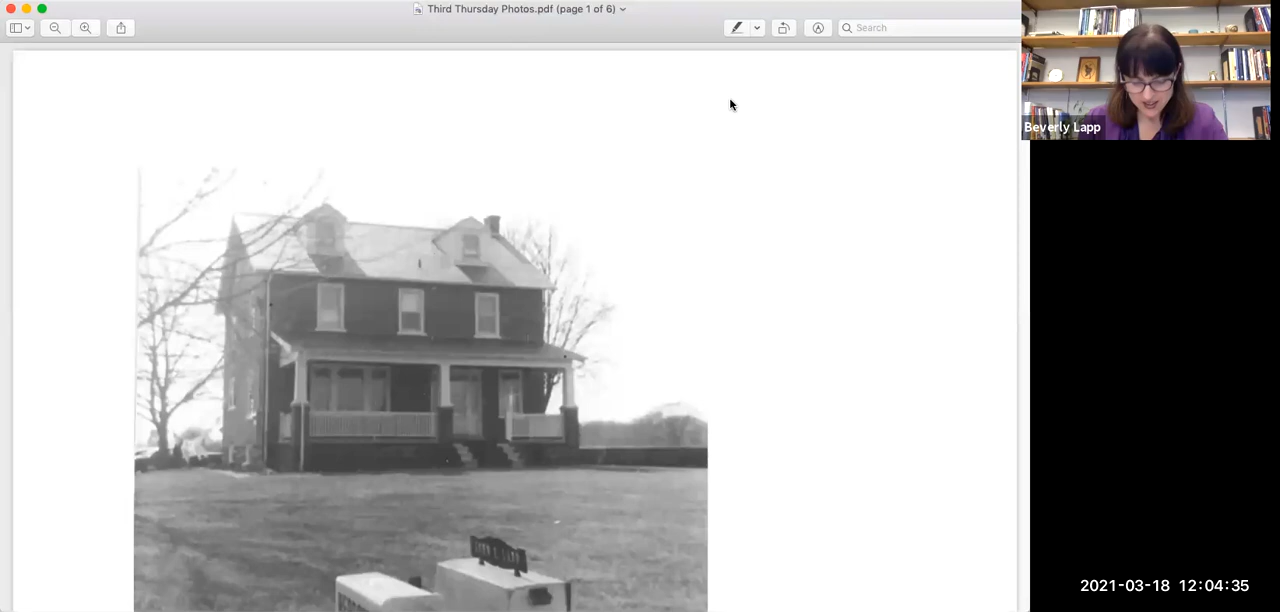 Third Thursday Photos.pdf (page 1 of 6)
Search
Beverly Lapp
2021-03-18 12:04:35